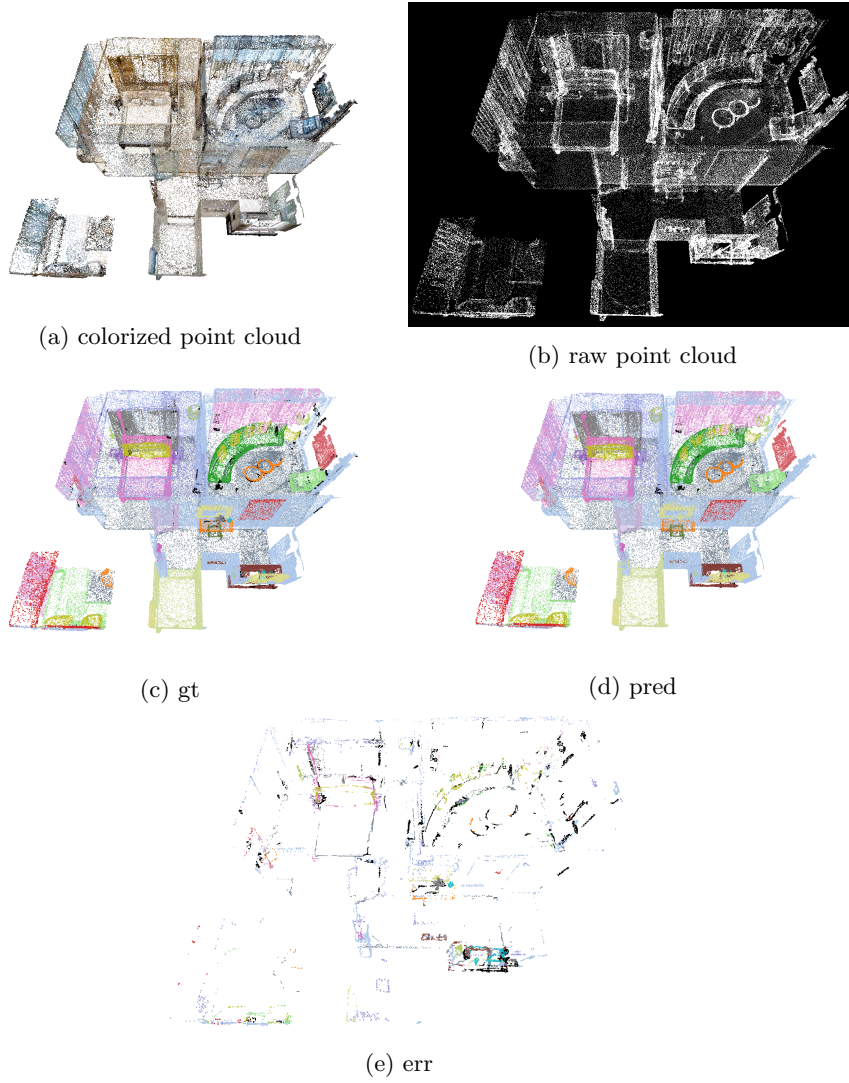 (a) colorized point cloud
(b) raw point cloud
(c) gt
(d) pred
(e) err